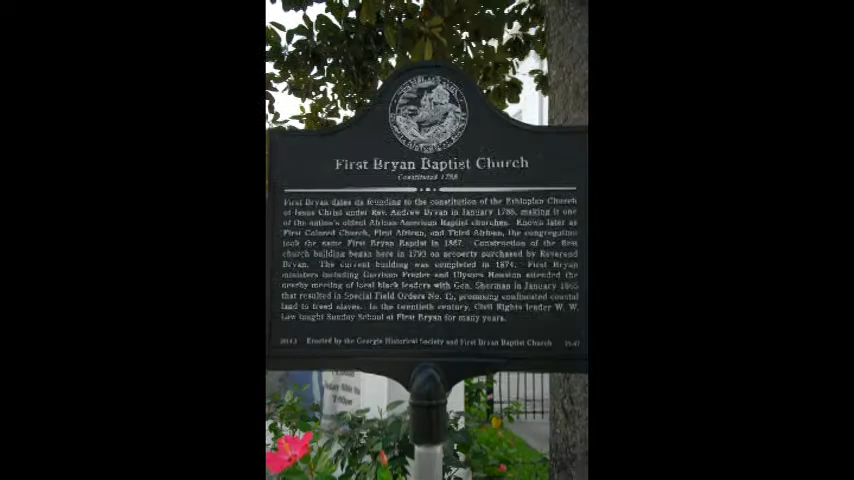 First Bryan Baptist Church
Constituted 1788
First Bryan dates its founding to the constitution of the Ethiopian Church
of Jesus Christ under Rev. Andrew Bryan in January 1788, making it one
of the nation's oldest African-American Baptist churches. Known later as
First Colored Church, First African, and Third African, the congregation
took the name First Bryan Baptist in 1867. Construction of the first
church building began here in 1793 on property purchased by Reverend
Bryan. The current building was completed in 1874. First Bryan
ministers including Garrison Frazier and Ulysses Houston attended the
nearby meeting of local black leaders with Gen. Sherman in January 1865
that resulted in Special Field Orders No. 15, promising confiscated coastal
land to freed slaves. In the twentieth century, Civil Rights leader W. W.
Law taught Sunday School at First Bryan for many years.
Erected by the Georgia Historical Society and First Bryan Baptist Church
7:00pm